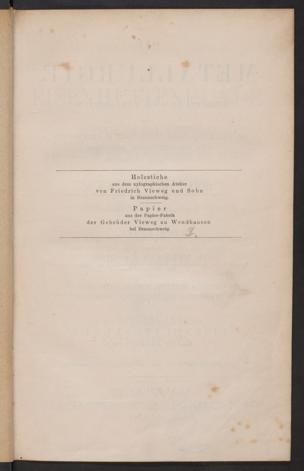 Holzstiche
aus dem xylographischen Atelier
von Friedrich Vieweg und Sohn
in Braunschweig.
Papier
aus der Papier-Fabrik
der Gebrüder Vieweg zu Wendhausen
bei Braunschweig.